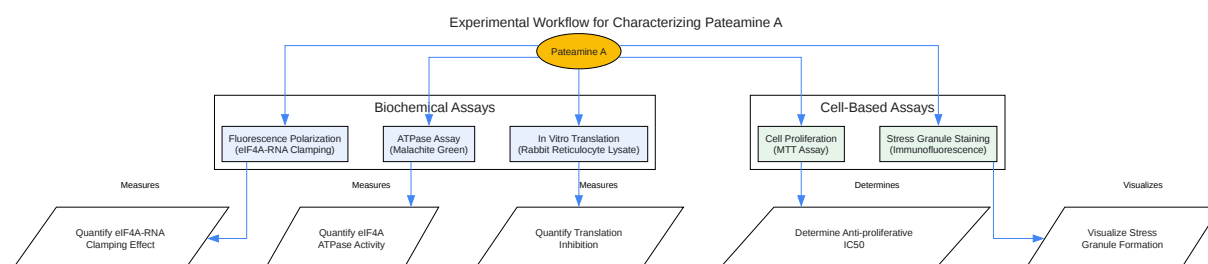 Experimental Workflow for Characterizing Pateamine A
Pateamine A
Biochemical Assays
Cell-Based Assays
Fluorescence Polarization
(eIF4A-RNA Clamping)
ATPase Assay
(Malachite Green)
In Vitro Translation
(Rabbit Reticulocyte Lysate)
Cell Proliferation
(MTT Assay)
Stress Granule Staining
(Immunofluorescence)
Measures
Measures
Measures
Determines
Visualizes
Quantify eIF4A-RNA
Clamping Effect
Quantify eIF4A
ATPase Activity
Quantify Translation
Inhibition
Determine Anti-proliferative
IC50
Visualize Stress
Granule Formation